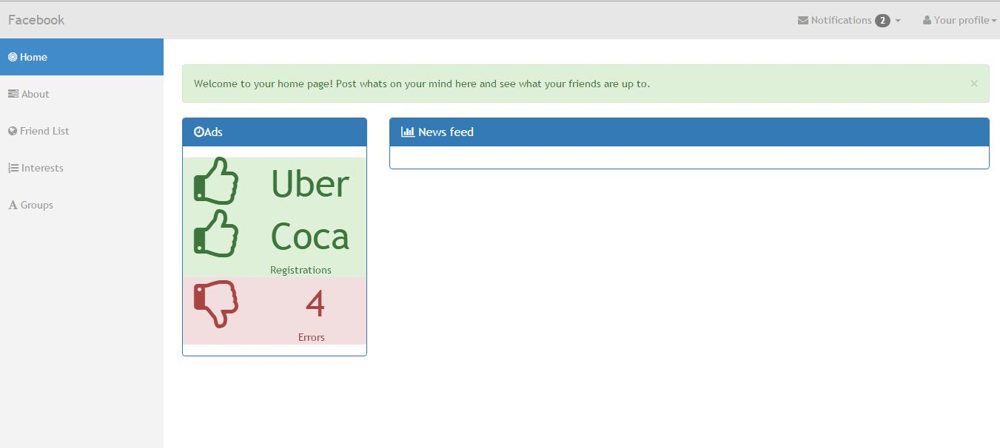 Facebook
Notifications 2
Your profile
Home
About
Friend List
Interests
Groups
Welcome to your home page! Post whats on your mind here and see what your friends are up to.
×
Ads
Uber
Coca
Registrations
4
Errors
News feed